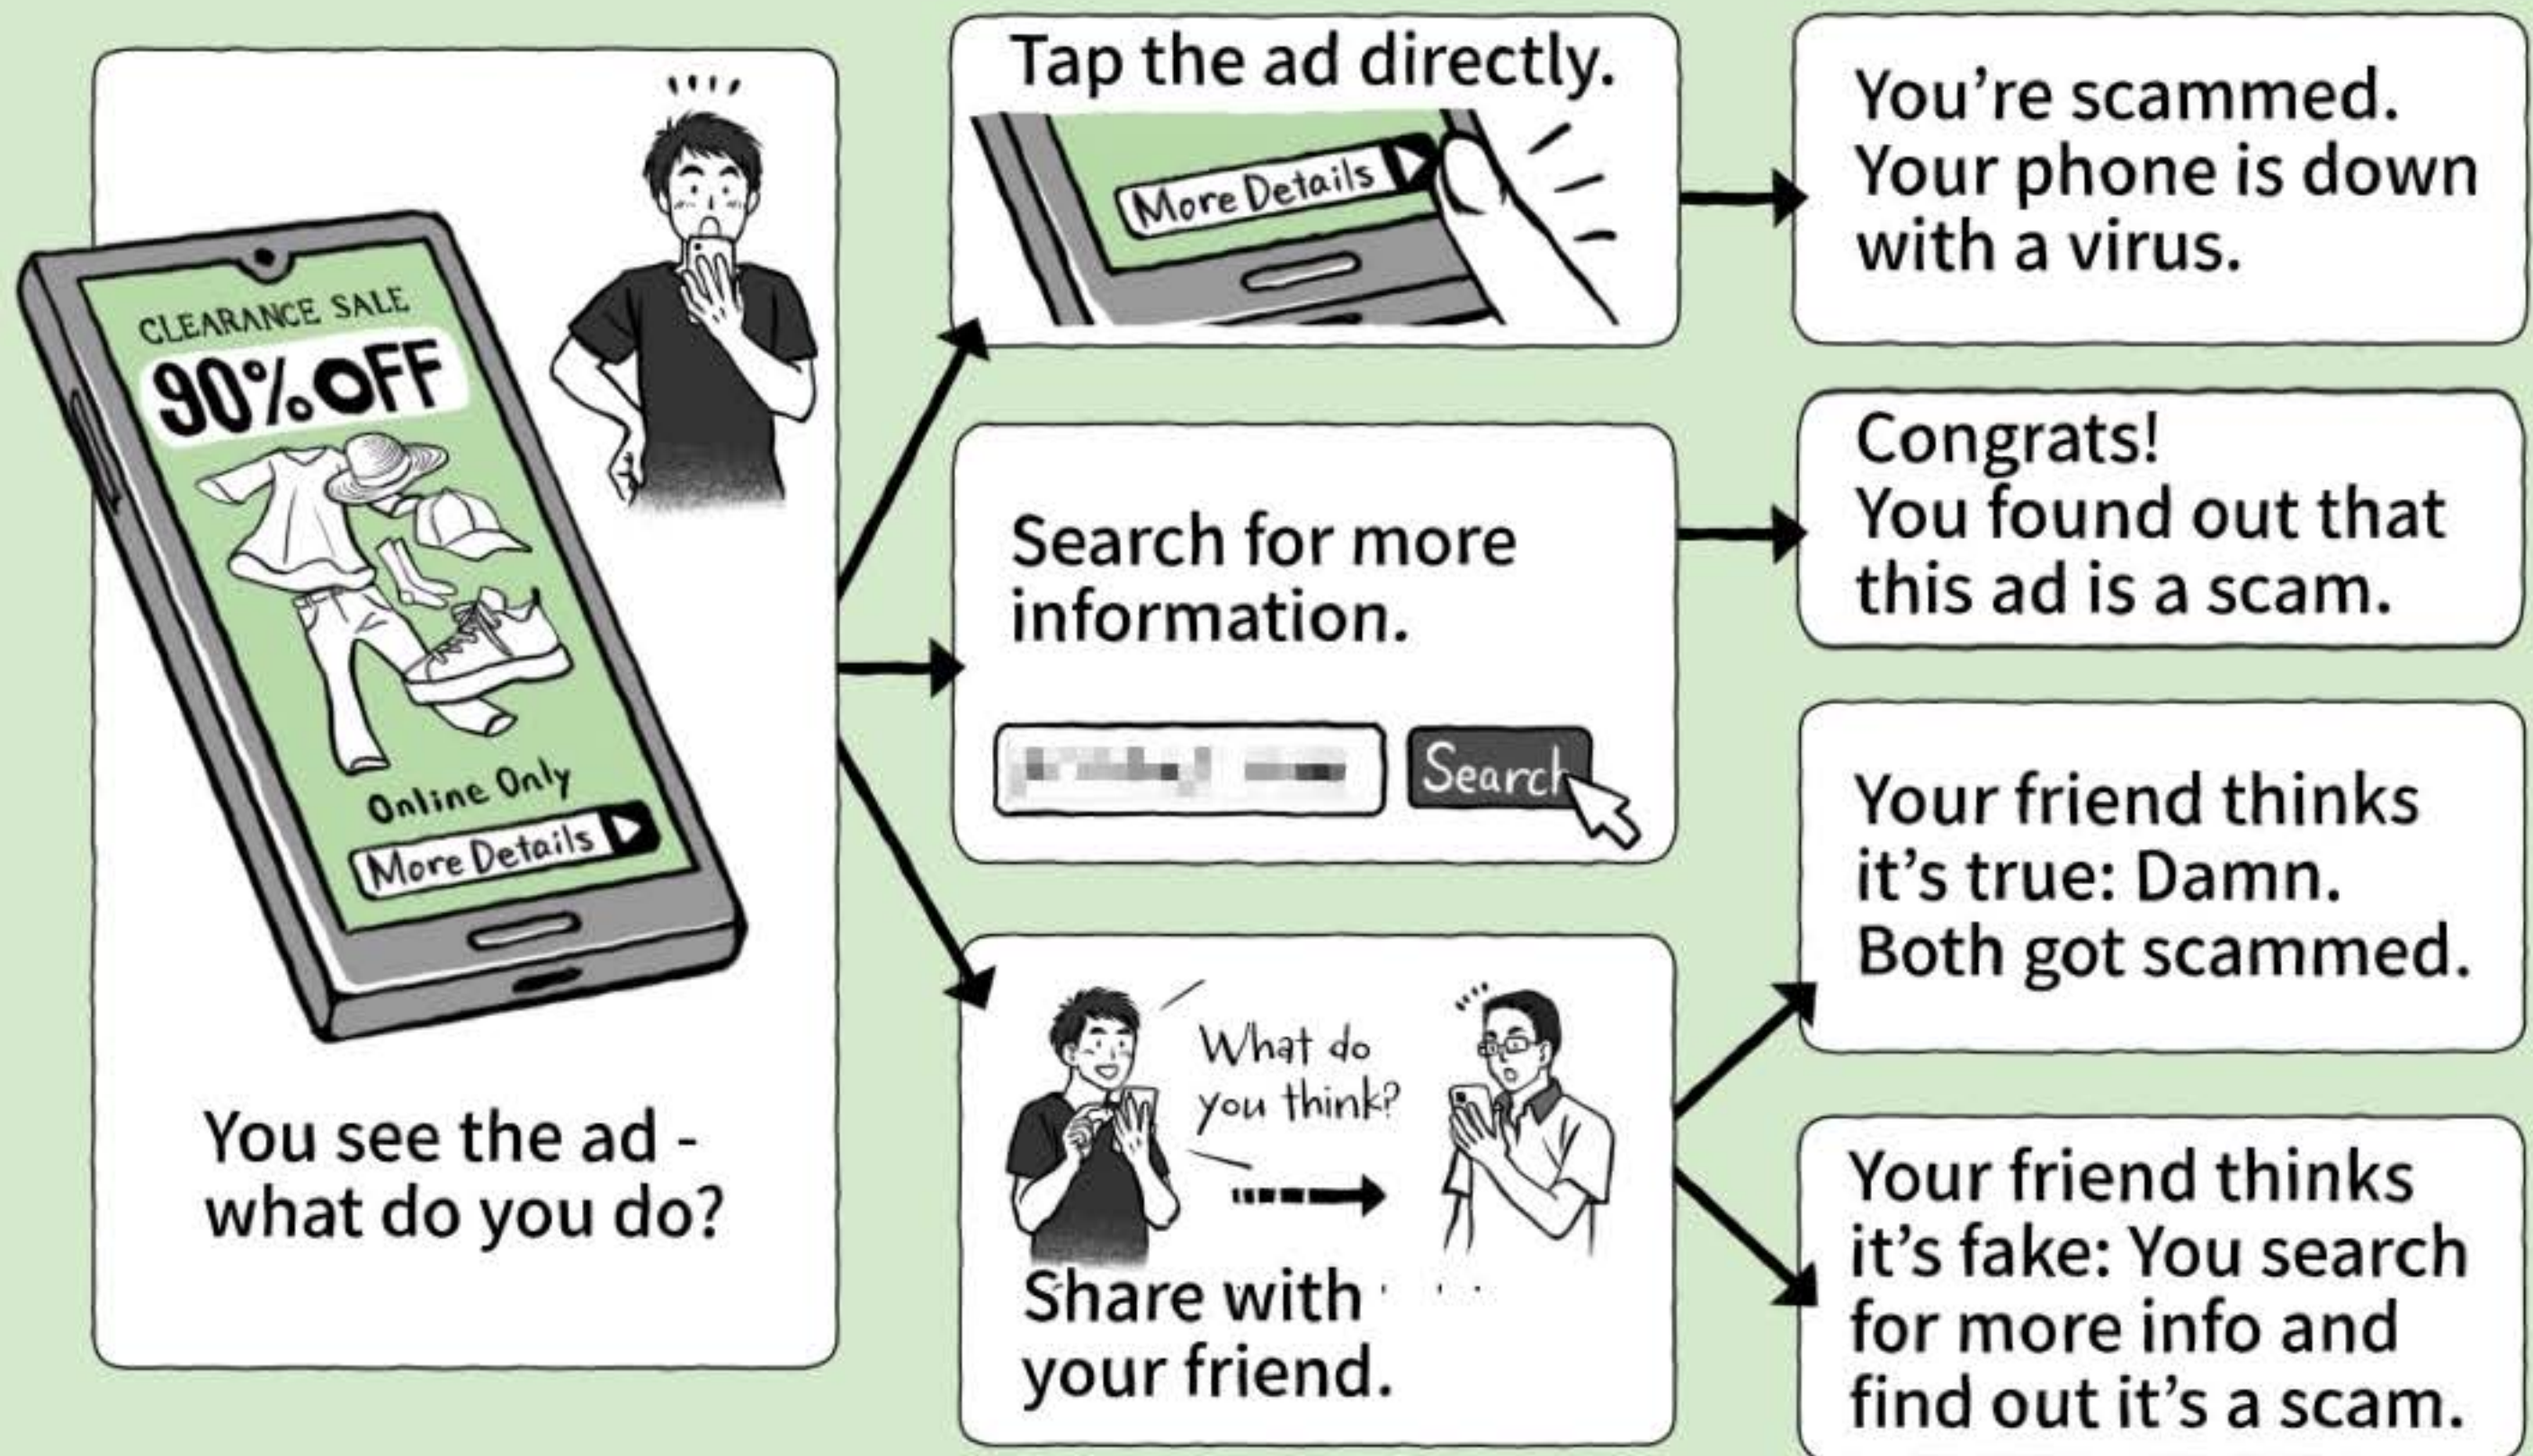 CLEARANCE SALE
90% OFF
Online Only
More Details
You see the ad -
what do you do?
Tap the ad directly.
More Details
Search for more
information.
Search
What do
you think?
Share with
your friend.
You're scammed.
Your phone is down
with a virus.
Congrats!
You found out that
this ad is a scam.
Your friend thinks
it's true: Damn.
Both got scammed.
Your friend thinks
it's fake: You search
for more info and
find out it's a scam.